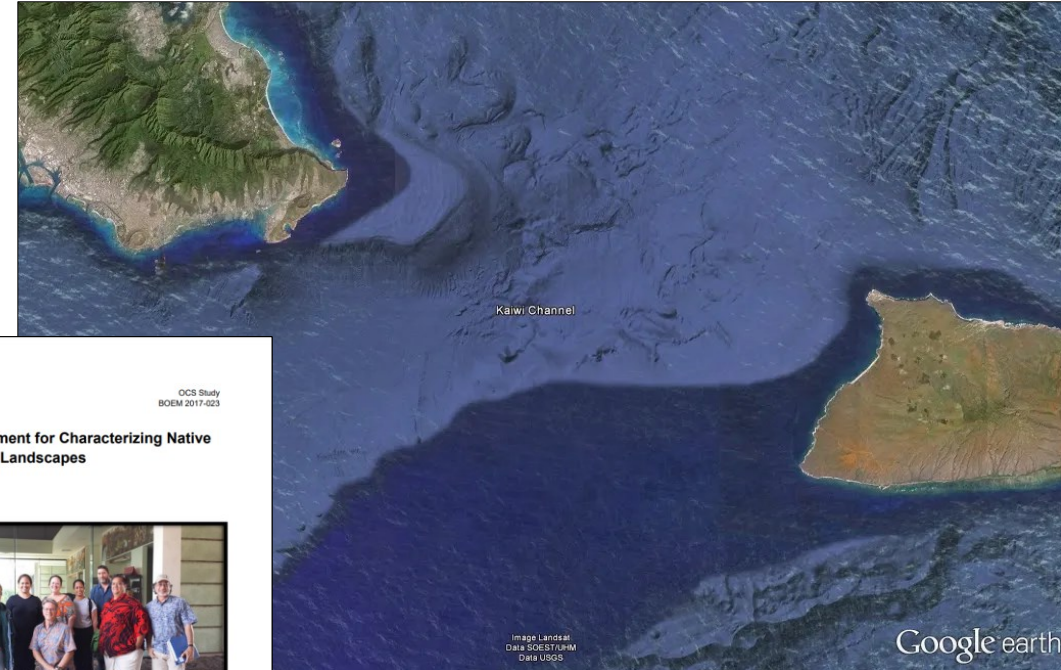 Kaiwi Channel
OCS Study
BOEM 2017-023
ment for Characterizing Native
Landscapes
Image Landsat
Data SOEST/UHM
Data USGS
Google earth